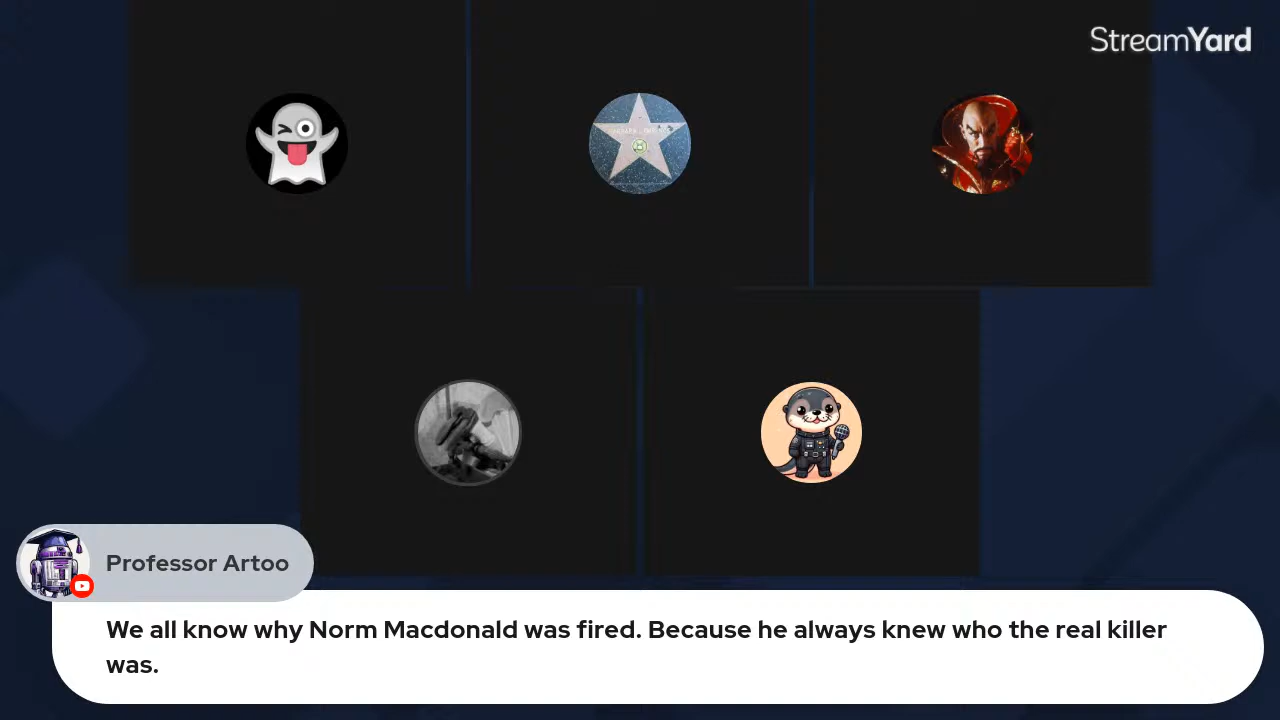 StreamYard
Professor Artoo
We all know why Norm Macdonald was fired. Because he always knew who the real killer
was.